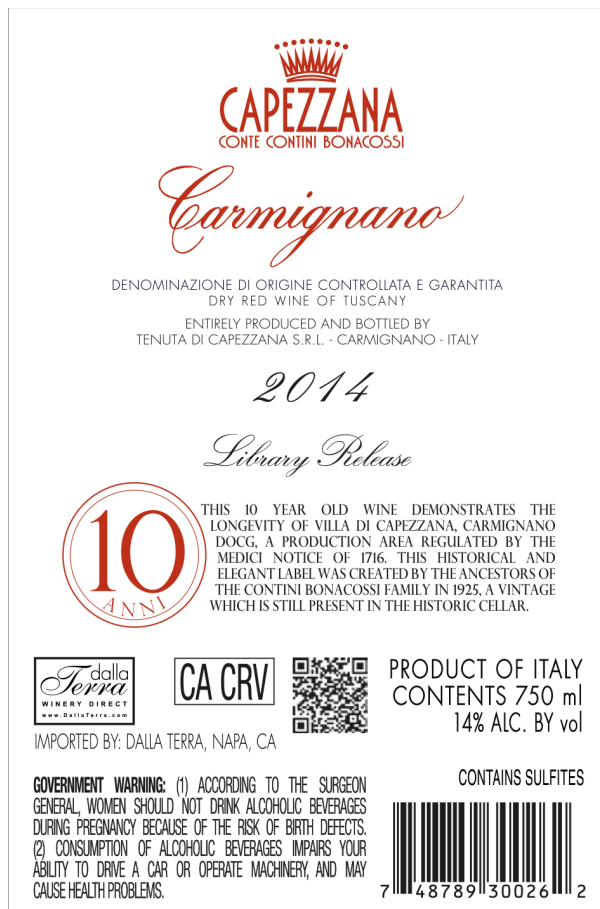 CAPEZZANA
CONTE CONTINI BONACOSSI
Carmignano
DENOMINAZIONE DI ORIGINE CONTROLLATA E GARANTITA
DRY RED WINE OF TUSCANY
ENTIRELY PRODUCED AND BOTTLED BY
TENUTA DI CAPEZZANA S.R.L. - CARMIGNANO - ITALY
2014
Library Release
10
ANNI
THIS 10 YEAR OLD WINE DEMONSTRATES THE
LONGEVITY OF VILLA DI CAPEZZANA, CARMIGNANO
DOCG, A PRODUCTION AREA REGULATED BY THE
MEDICI NOTICE OF 1716. THIS HISTORICAL AND
ELEGANT LABEL WAS CREATED BY THE ANCESTORS OF
THE CONTINI BONACOSSI FAMILY IN 1925, A VINTAGE
WHICH IS STILL PRESENT IN THE HISTORIC CELLAR.
dalla
Terra
WINERY DIRECT
www.DallaTerra.com
IMPORTED BY: DALLA TERRA, NAPA, CA
CA CRV
PRODUCT OF ITALY
CONTENTS 750 ml
14% ALC. BY vol
CONTAINS SULFITES
GOVERNMENT WARNING: (1) ACCORDING TO THE SURGEON
GENERAL, WOMEN SHOULD NOT DRINK ALCOHOLIC BEVERAGES
DURING PREGNANCY BECAUSE OF THE RISK OF BIRTH DEFECTS.
(2) CONSUMPTION OF ALCOHOLIC BEVERAGES IMPAIRS YOUR
ABILITY TO DRIVE A CAR OR OPERATE MACHINERY, AND MAY
CAUSE HEALTH PROBLEMS.
7 48789 30026 2